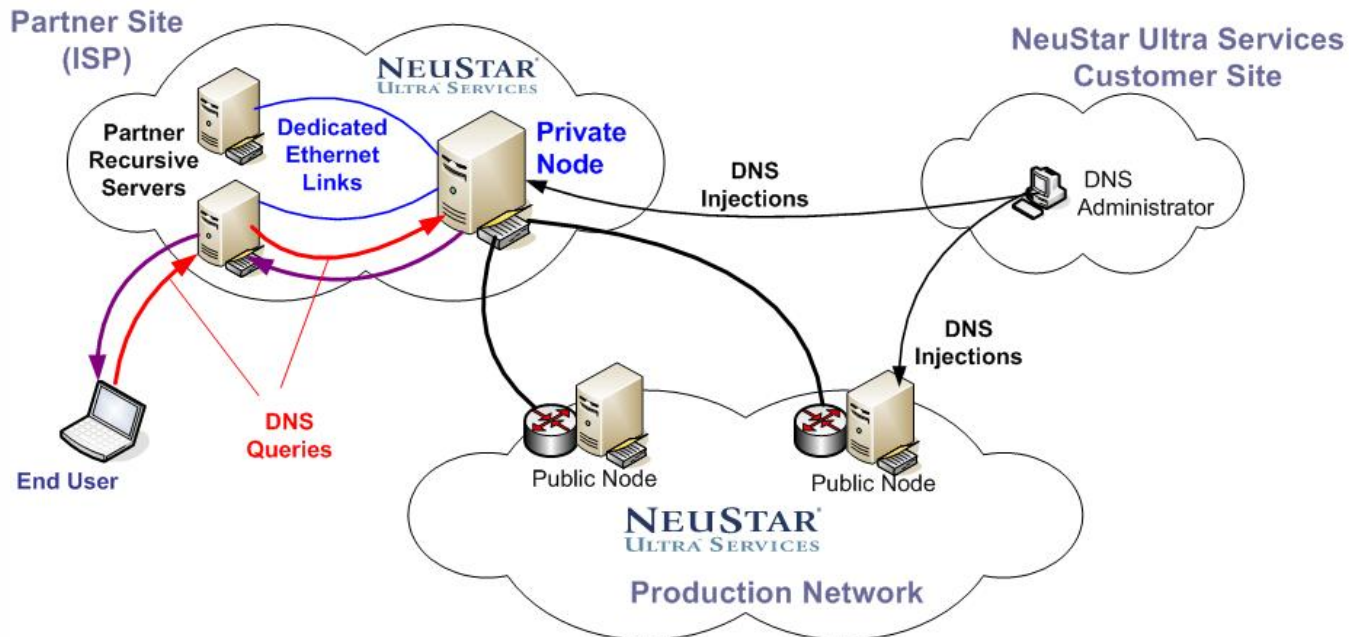 Partner Site
(ISP)
NEUSTAR®
ULTRA SERVICES
NeuStar Ultra Services
Customer Site
Partner
Recursive
Servers
Dedicated
Ethernet
Links
Private
Node
DNS
Injections
DNS
Administrator
DNS
Injections
DNS
Queries
End User
Public Node
Public Node
NEUSTAR®
ULTRA SERVICES
Production Network